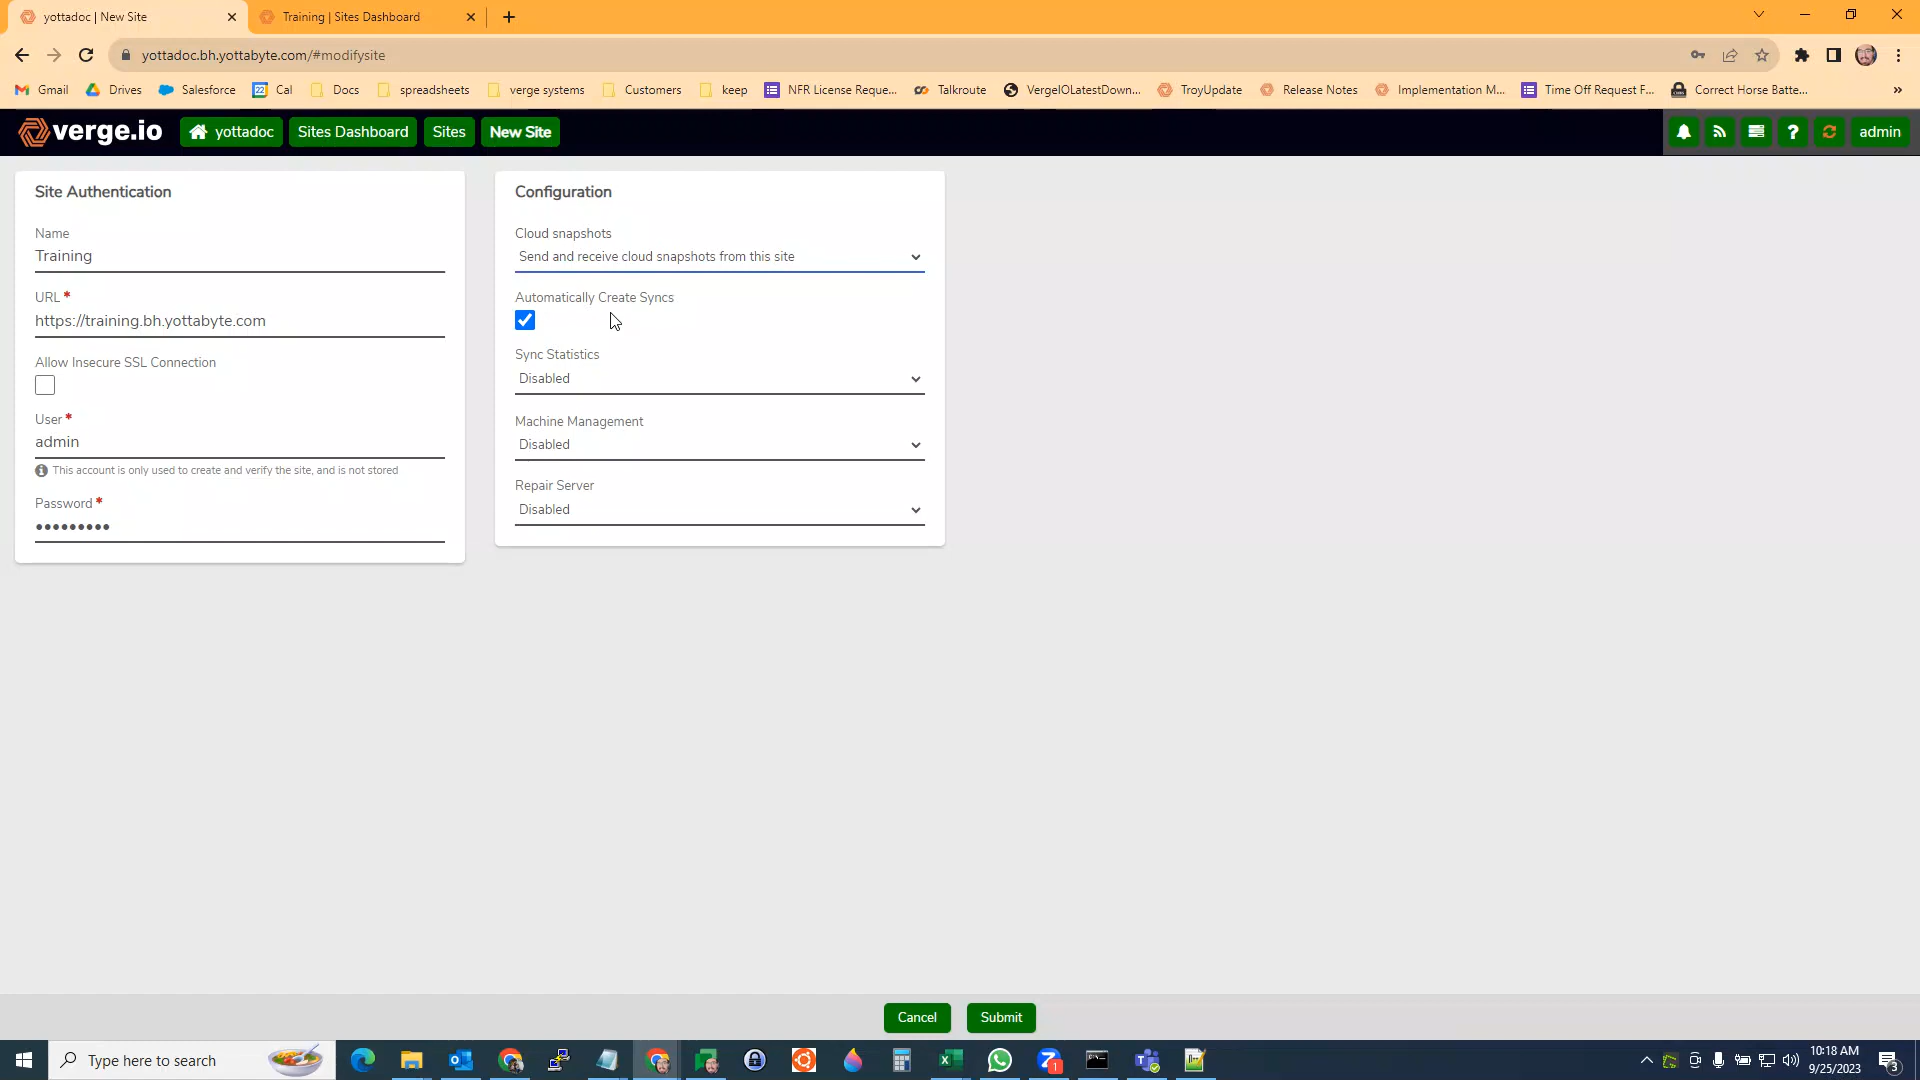 yottadoc | New Site
Training | Sites Dashboard
yottadoc.bh.yottabyte.com/#modifysite
Gmail Drives Salesforce 22 Cal Docs spreadsheets verge systems Customers keep NFR License Reque... Talkroute VergeIOLatestDown... TroyUpdate Release Notes Implementation M... Time Off Request F... Correct Horse Batte... »
verge.io yottadoc Sites Dashboard Sites New Site ? admin
Site Authentication
Name
Training
URL *
https://training.bh.yottabyte.com
Allow Insecure SSL Connection
User *
admin
This account is only used to create and verify the site, and is not stored
Password *
•••••••••
Configuration
Cloud snapshots
Send and receive cloud snapshots from this site
Automatically Create Syncs
Sync Statistics
Disabled
Machine Management
Disabled
Repair Server
Disabled
Cancel Submit
Type here to search
1
10:18 AM
9/25/2023
3